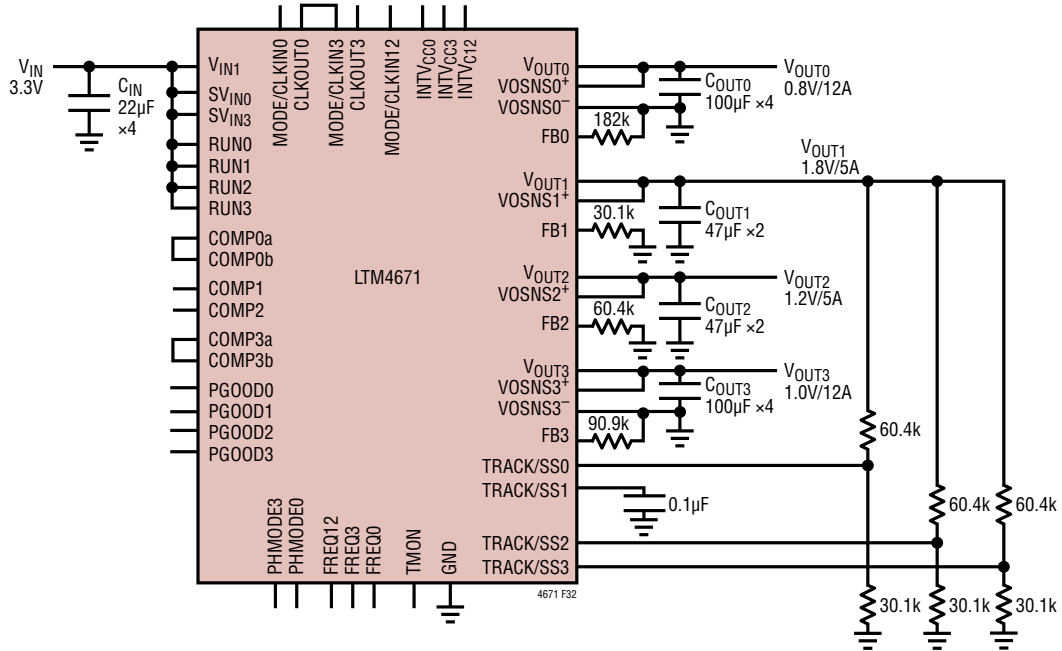 MODE/CLKIN0
CLKOUT0
MODE/CLKIN3
CLKOUT3
MODE/CLKIN12
INTVCC0
INTVCC3
INTVC12
VIN
3.3V
CIN
22µF
×4
VIN1
SVIN0
SVIN3
RUN0
RUN1
RUN2
RUN3
COMP0a
COMP0b
COMP1
COMP2
COMP3a
COMP3b
PGOOD0
PGOOD1
PGOOD2
PGOOD3
LTM4671
VOUT0
VOSNS0+
VOSNS0–
FB0
182k
COUT0
100µF ×4
VOUT0
0.8V/12A
VOUT1
VOSNS1+
FB1
30.1k
COUT1
47µF ×2
VOUT1
1.8V/5A
VOUT2
VOSNS2+
FB2
60.4k
COUT2
47µF ×2
VOUT2
1.2V/5A
VOUT3
VOSNS3+
VOSNS3–
FB3
90.9k
COUT3
100µF ×4
VOUT3
1.0V/12A
TRACK/SS0
TRACK/SS1
TRACK/SS2
TRACK/SS3
0.1µF
60.4k
60.4k
60.4k
30.1k
30.1k
30.1k
PHMODE3
PHMODE0
FREQ12
FREQ3
FREQ0
TMON
GND
4671 F32